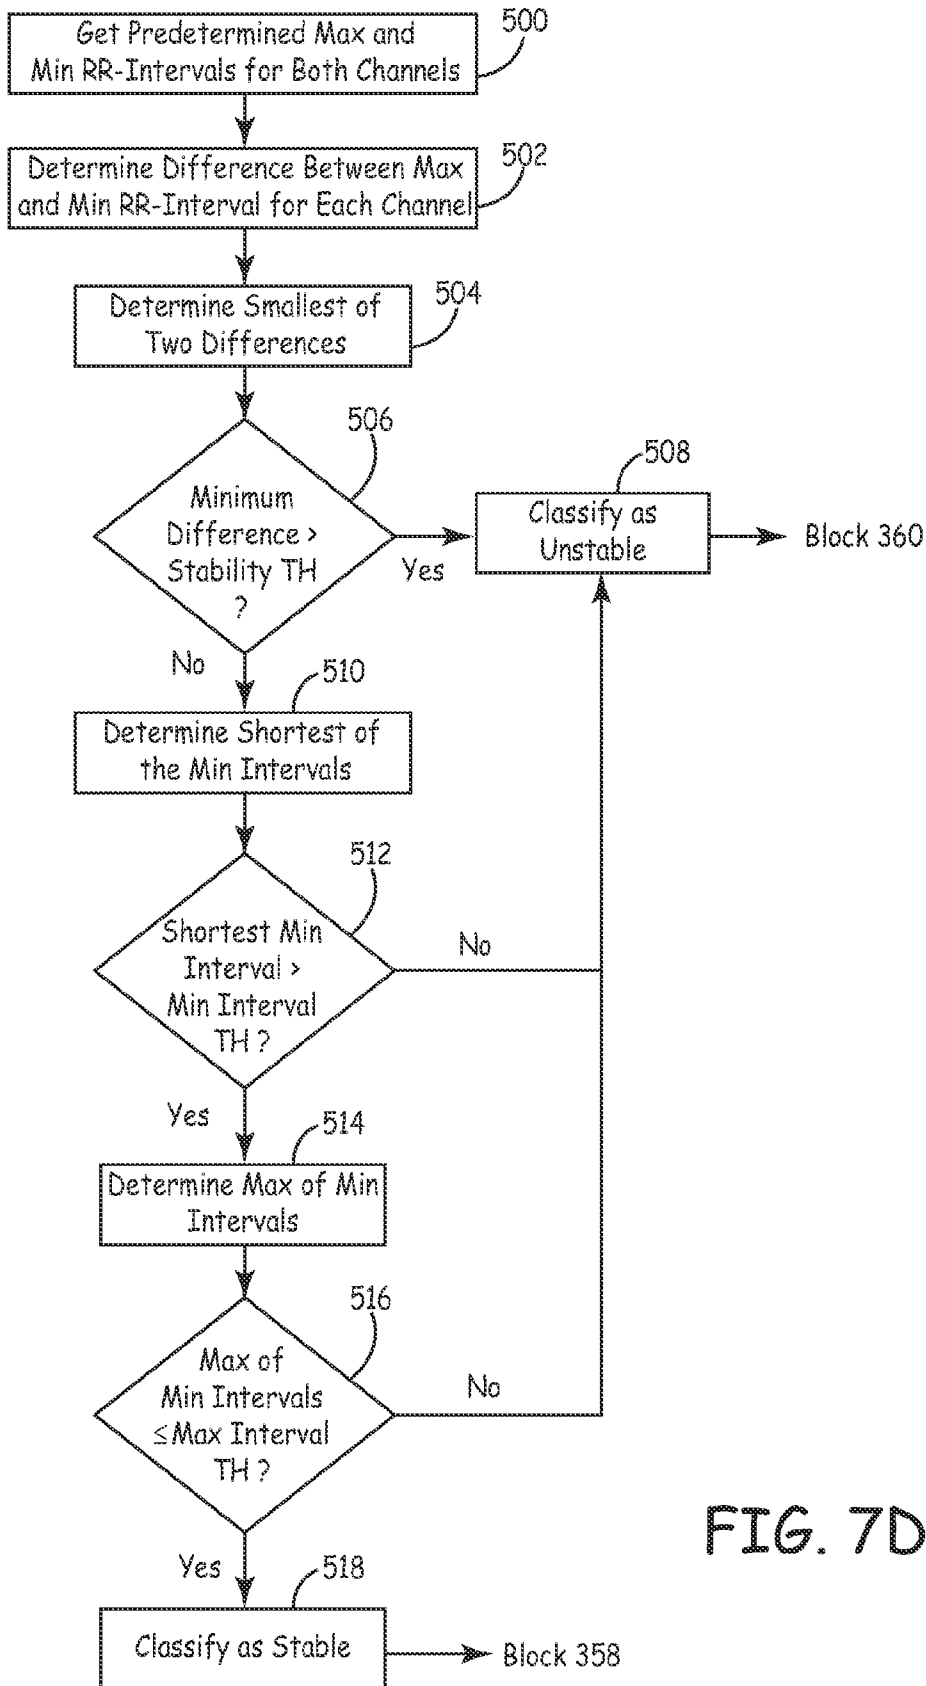 500
Get Predetermined Max and
Min RR-Intervals for Both Channels
502
Determine Difference Between Max
and Min RR-Interval for Each Channel
504
Determine Smallest of
Two Differences
506
Minimum
Difference >
Stability TH
?
Yes
508
Classify as
Unstable
Block 360
No
510
Determine Shortest of
the Min Intervals
512
Shortest Min
Interval >
Min Interval
TH ?
No
Yes
514
Determine Max of Min
Intervals
516
Max of
Min Intervals
≤Max Interval
TH ?
No
Yes
518
Classify as Stable
Block 358
FIG. 7D